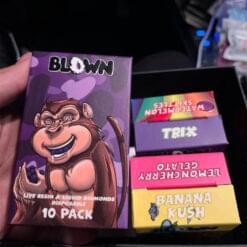 BLOWN
LIVE RESIN & LIQUID DIAMONDS
DISPOSABLE
10 PACK
WATERMELON
SKITTLES
TRIX
LEMONCHERRY
GELATO
BANANA
KUSH